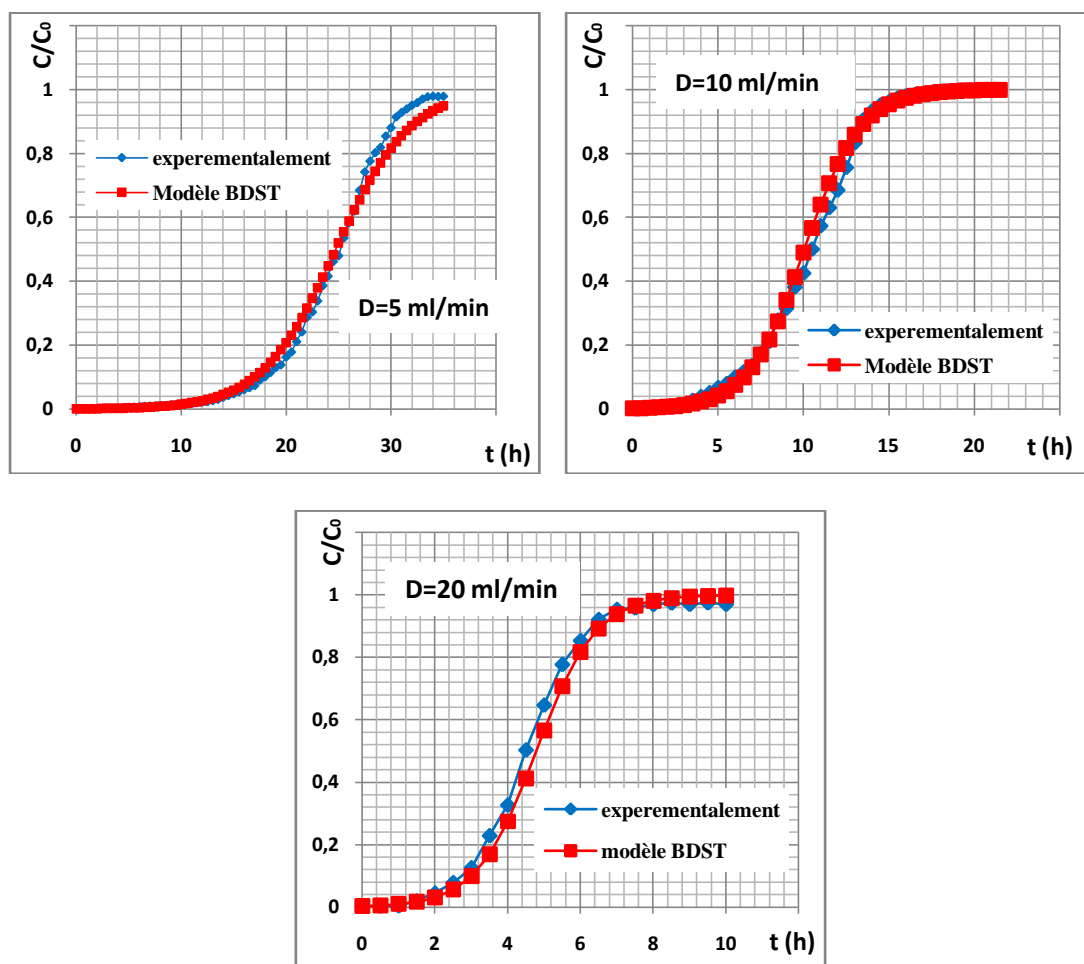 C/C₀
1
0,8
0,6
0,4
0,2
0
0 10 20 30
t (h)
experementalement
Modèle BDST
D=5 ml/min
C/C₀
1
0,8
0,6
0,4
0,2
0
0 5 10 15 20
t (h)
D=10 ml/min
experementalement
Modèle BDST
C/C₀
1
0,8
0,6
0,4
0,2
0
0 2 4 6 8 10
t (h)
D=20 ml/min
experementalement
modèle BDST